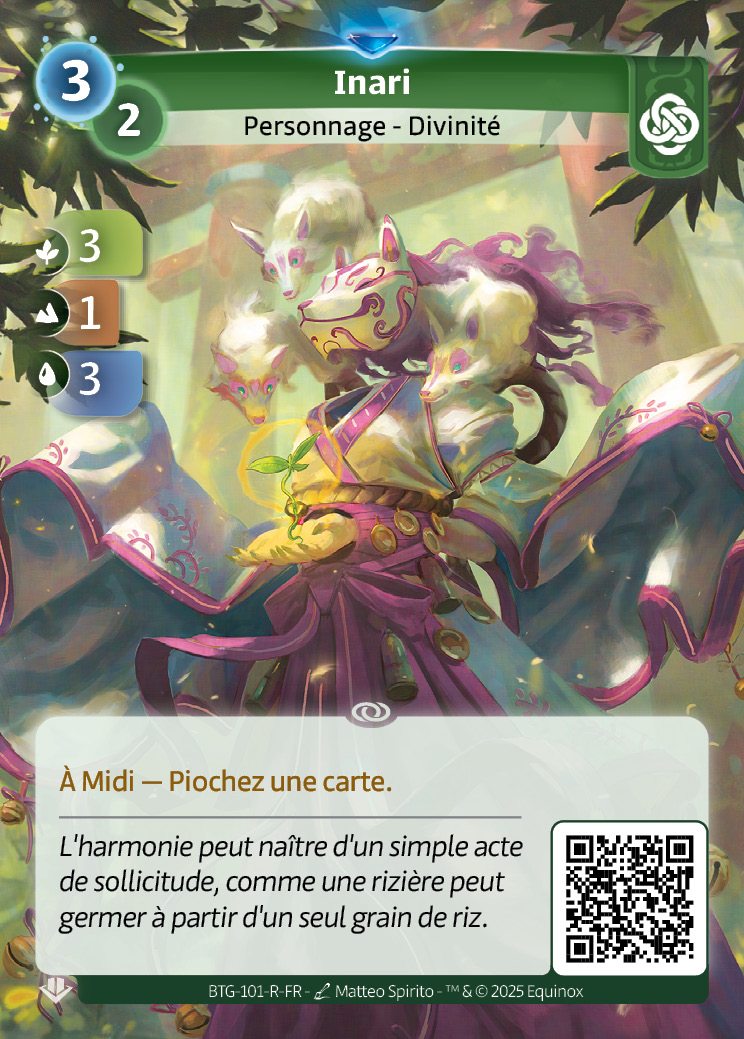 3
Inari
2
Personnage - Divinité
3
1
3
À Midi — Piochez une carte.
L'harmonie peut naître d'un simple acte
de sollicitude, comme une rizière peut
germer à partir d'un seul grain de riz.
BTG-101-R-FR - Matteo Spirito - ™ & © 2025 Equinox